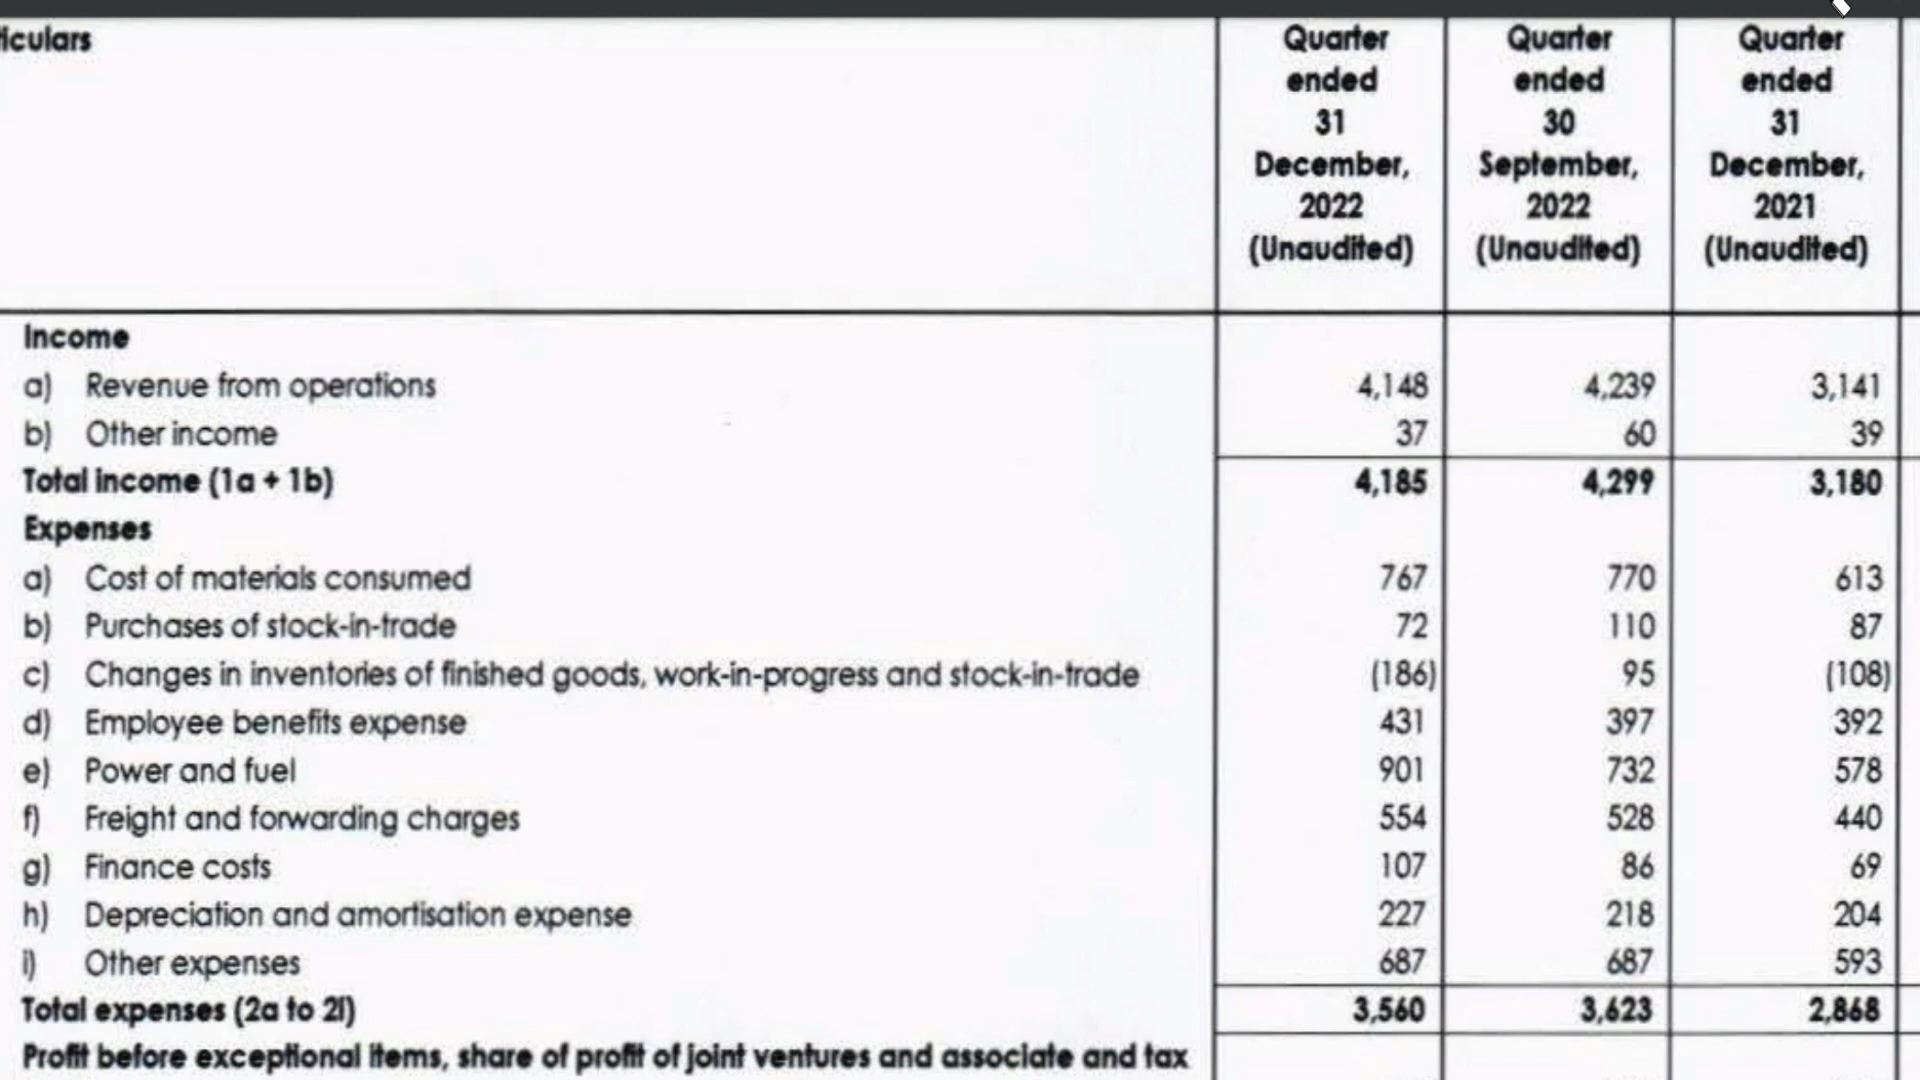 iculars
Quarter ended 31 December, 2022 (Unaudited)
Quarter ended 30 September, 2022 (Unaudited)
Quarter ended 31 December, 2021 (Unaudited)
Income
a) Revenue from operations 4,148 4,239 3,141
b) Other income 37 60 39
Total income (1a + 1b) 4,185 4,299 3,180
Expenses
a) Cost of materials consumed 767 770 613
b) Purchases of stock-in-trade 72 110 87
c) Changes in inventories of finished goods, work-in-progress and stock-in-trade (186) 95 (108)
d) Employee benefits expense 431 397 392
e) Power and fuel 901 732 578
f) Freight and forwarding charges 554 528 440
g) Finance costs 107 86 69
h) Depreciation and amortisation expense 227 218 204
i) Other expenses 687 687 593
Total expenses (2a to 2i) 3,560 3,623 2,868
Profit before exceptional items, share of profit of joint ventures and associate and tax